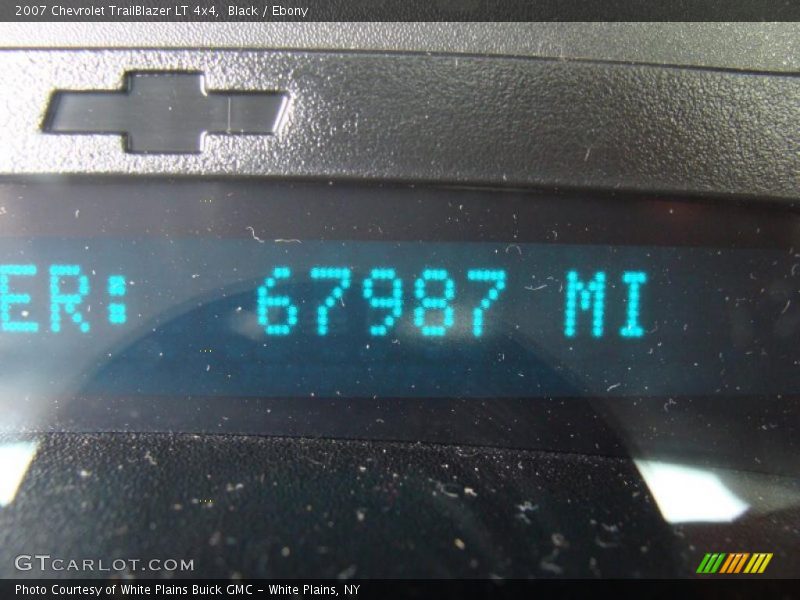 2007 Chevrolet TrailBlazer LT 4x4, Black / Ebony
ER: 67987 MI
GTCARLOT.COM
Photo Courtesy of White Plains Buick GMC - White Plains, NY